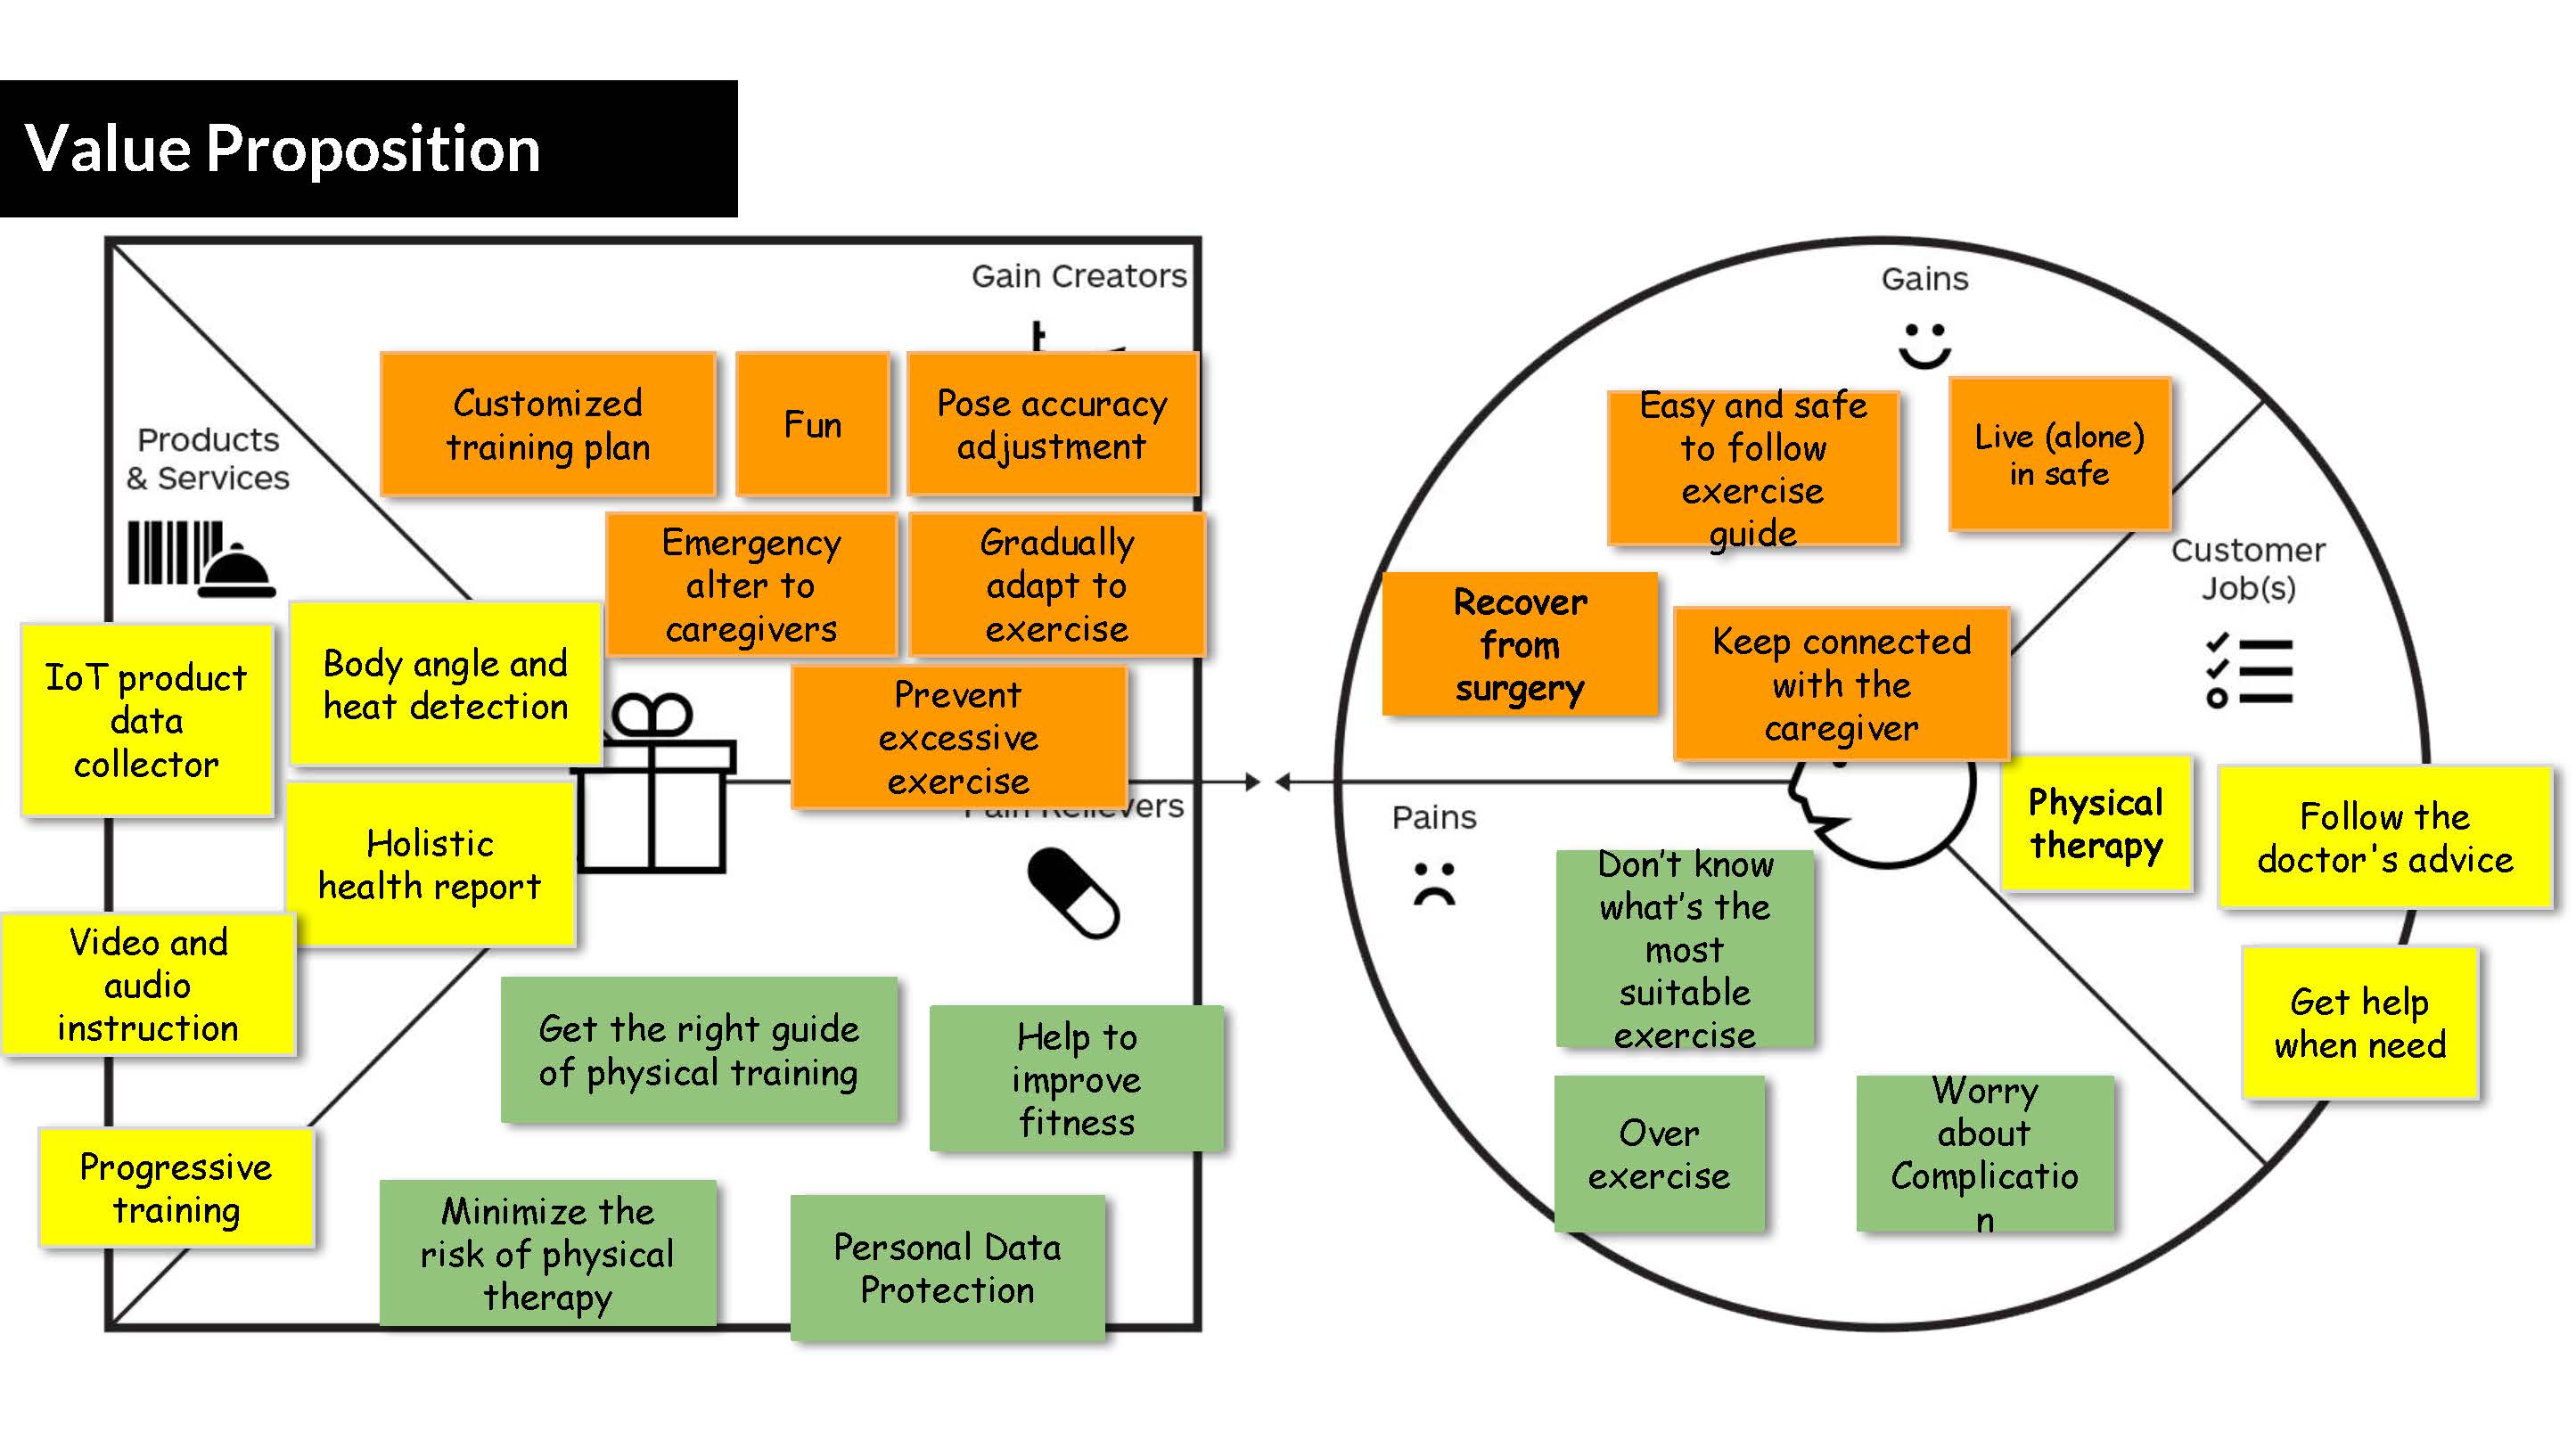 Value Proposition
Gain Creators
Products
& Services
Customized
training plan
Fun
Pose accuracy
adjustment
Emergency
alter to
caregivers
Gradually
adapt to
exercise
Prevent
excessive
exercise
IoT product
data
collector
Body angle and
heat detection
Holistic
health report
Video and
audio
instruction
Progressive
training
Pain Relievers
Get the right guide
of physical training
Help to
improve
fitness
Minimize the
risk of physical
therapy
Personal Data
Protection
Gains
Easy and safe
to follow
exercise
guide
Live (alone)
in safe
Recover
from
surgery
Keep connected
with the
caregiver
Customer
Job(s)
Physical
therapy
Follow the
doctor's advice
Get help
when need
Pains
Don't know
what's the
most
suitable
exercise
Over
exercise
Worry
about
Complicatio
n